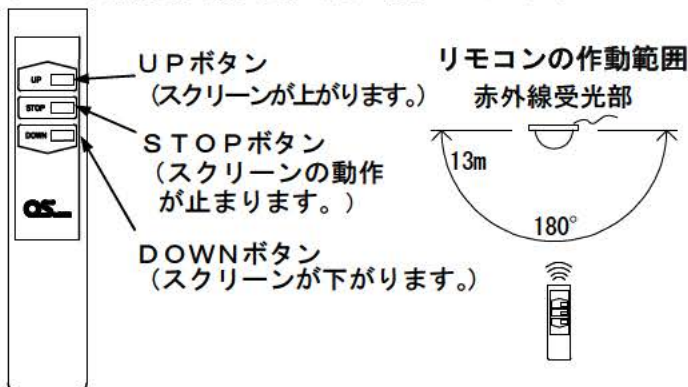 UP
STOP
DOWN
OS
UPボタン
(スクリーンが上がります。)
STOPボタン
(スクリーンの動作
が止まります。)
DOWNボタン
(スクリーンが下がります。)
リモコンの作動範囲
赤外線受光部
13m
180°